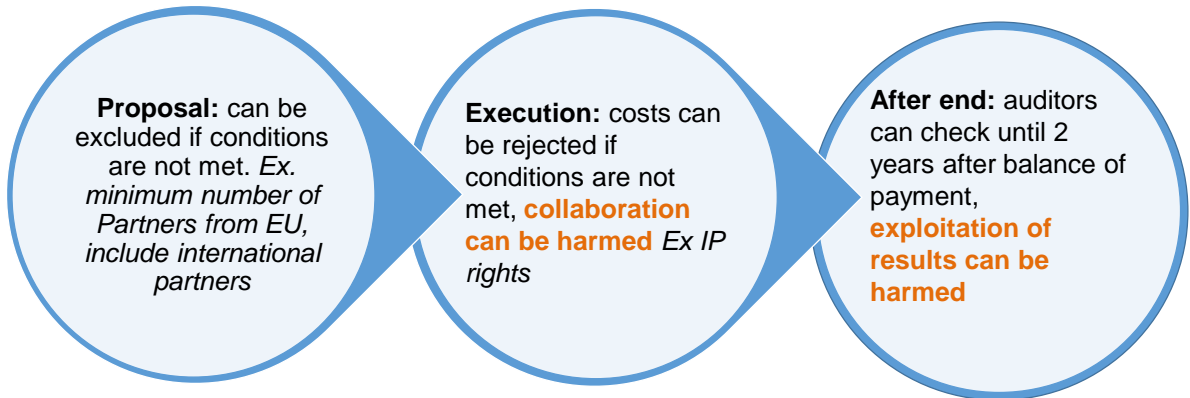 Proposal: can be
excluded if conditions
are not met. Ex.
minimum number of
Partners from EU,
include international
partners
Execution: costs can
be rejected if
conditions are not
met, collaboration
can be harmed Ex IP
rights
After end: auditors
can check until 2
years after balance of
payment,
exploitation of
results can be
harmed